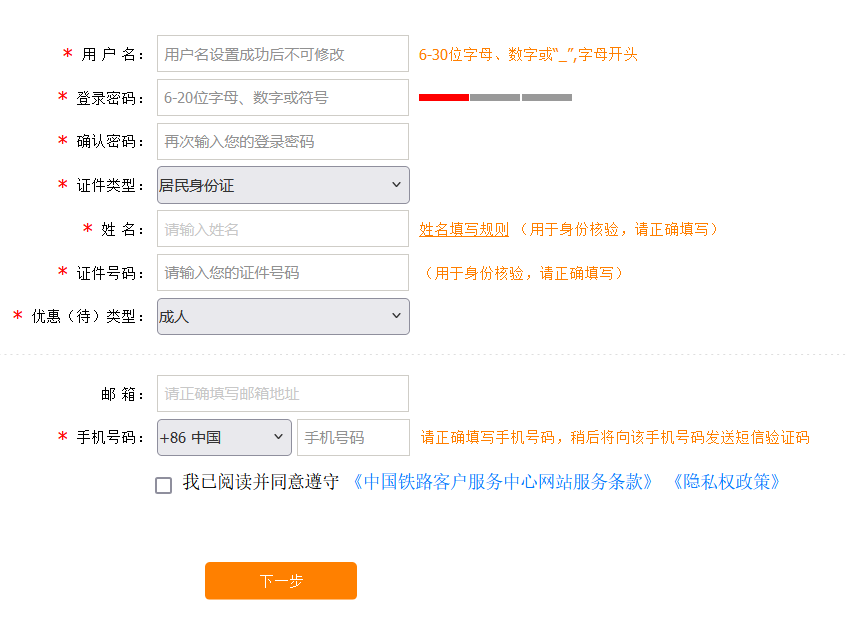 * 用 户 名： 用户名设置成功后不可修改 6-30位字母、数字或“_”,字母开头
* 登录密码： 6-20位字母、数字或符号
* 确认密码： 再次输入您的登录密码
* 证件类型： 居民身份证
* 姓 名： 请输入姓名 姓名填写规则 （用于身份核验，请正确填写）
* 证件号码： 请输入您的证件号码 （用于身份核验，请正确填写）
* 优惠（待）类型： 成人
邮 箱： 请正确填写邮箱地址
* 手机号码： +86 中国 手机号码 请正确填写手机号码，稍后将向该手机号码发送短信验证码
我已阅读并同意遵守 《中国铁路客户服务中心网站服务条款》 《隐私权政策》
下一步